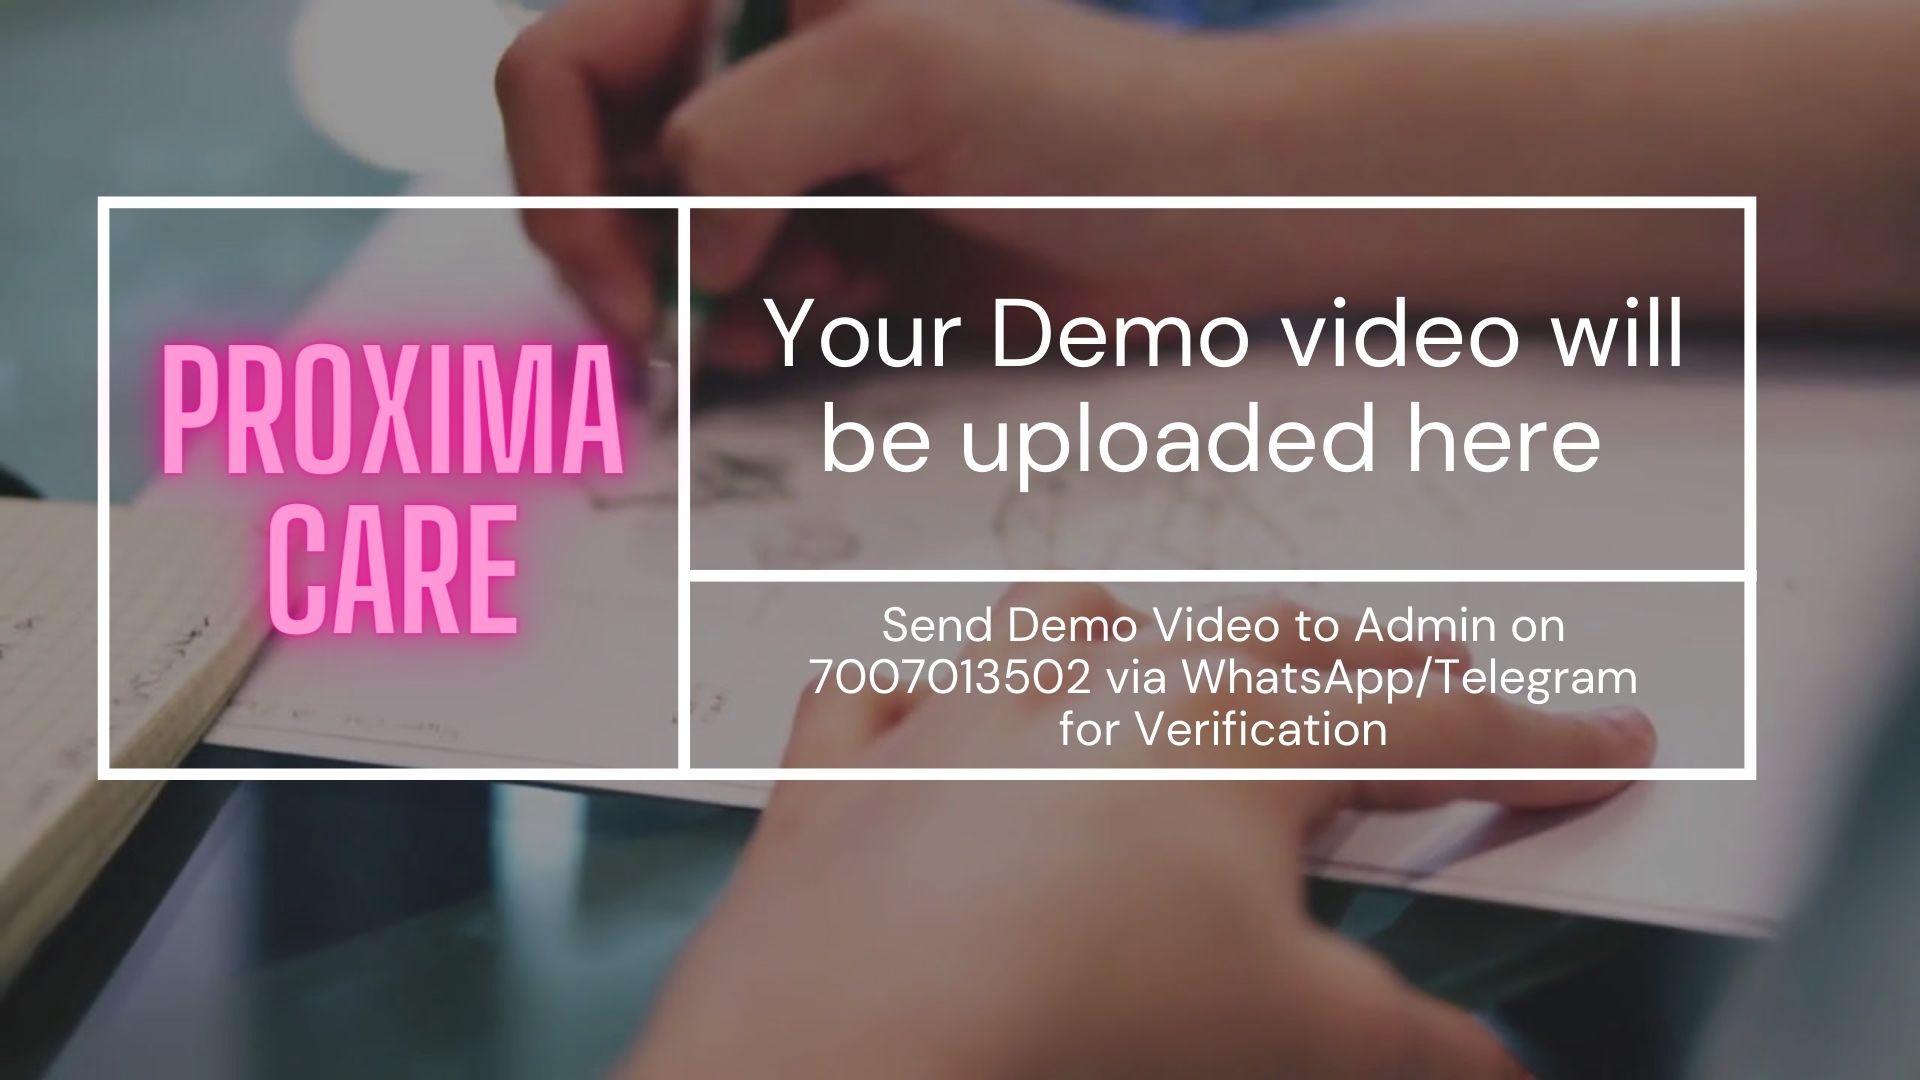 PROXIMA
CARE
Your Demo video will
be uploaded here
Send Demo Video to Admin on
7007013502 via WhatsApp/Telegram
for Verification